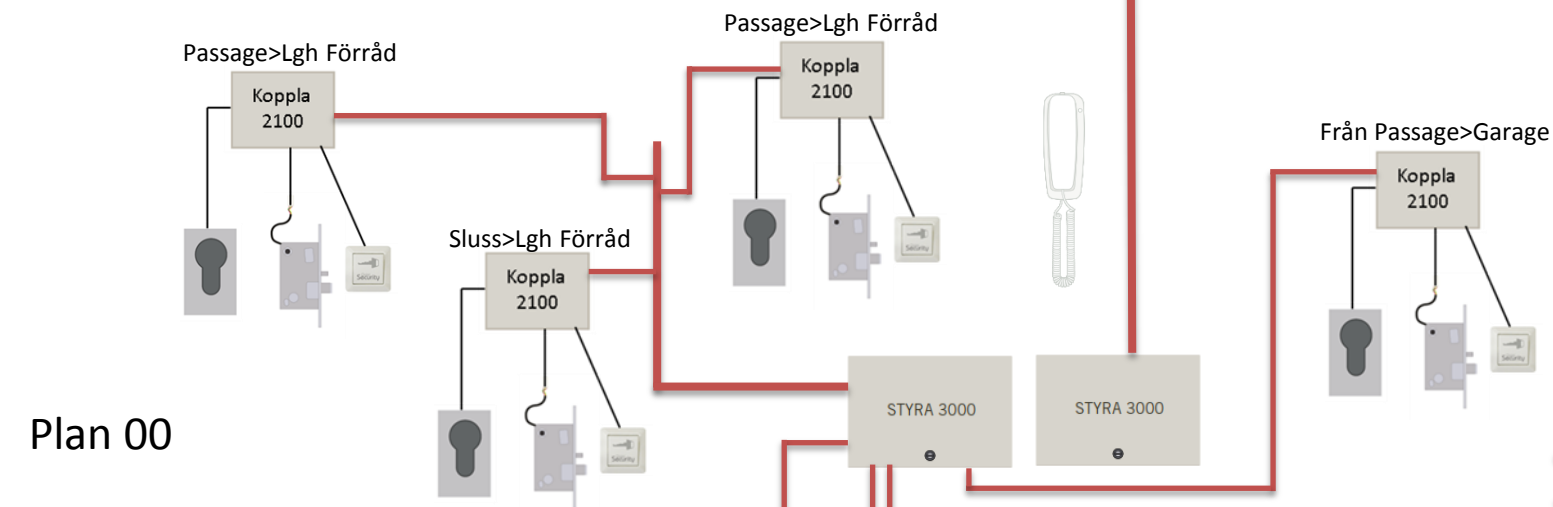 Passage>Lgh Förråd
Koppla
2100
Passage>Lgh Förråd
Koppla
2100
Från Passage>Garage
Koppla
2100
Sluss>Lgh Förråd
Koppla
2100
STYRA 3000
STYRA 3000
Plan 00